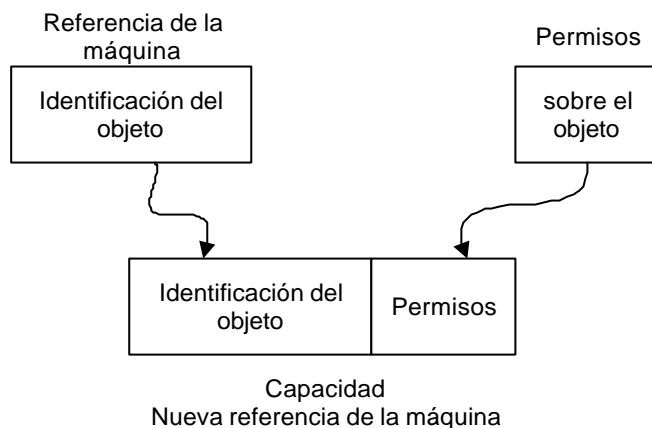 Referencia de la
máquina
Permisos
Identificación del
objeto
sobre el
objeto
Identificación del
objeto
Permisos
Capacidad
Nueva referencia de la máquina